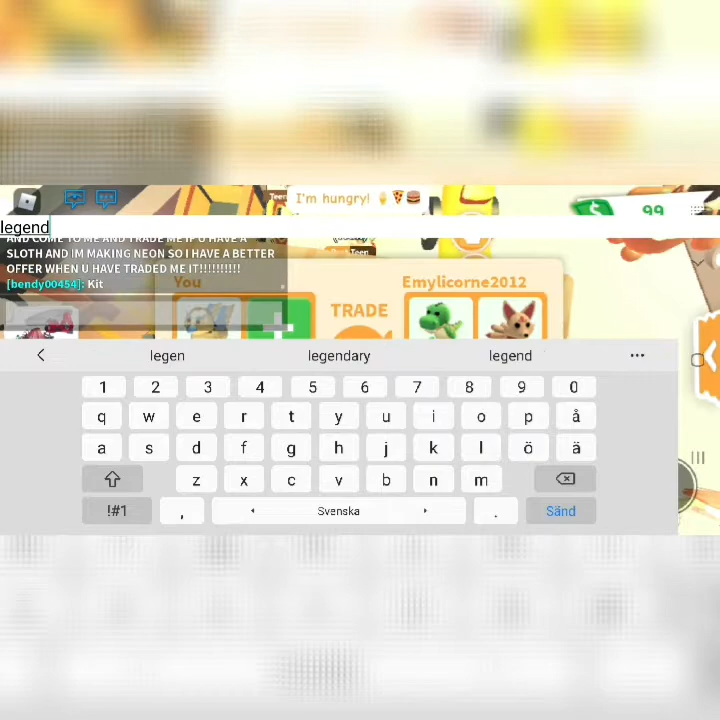 I'm hungry!
Teen
99
legend
AND COME TO ME AND TRADE ME IF U HAVE A
SLOTH AND IM MAKING NEON SO I HAVE A BETTER
OFFER WHEN U HAVE TRADED ME IT!!!!!!!!!!
[bendy00454]: Kit
Teen
You
Emylicorne2012
TRADE
legen legendary legend
1 2 3 4 5 6 7 8 9 0
q w e r t y u i o p å
a s d f g h j k l ö ä
z x c v b n m
!#1 , Svenska . Sänd